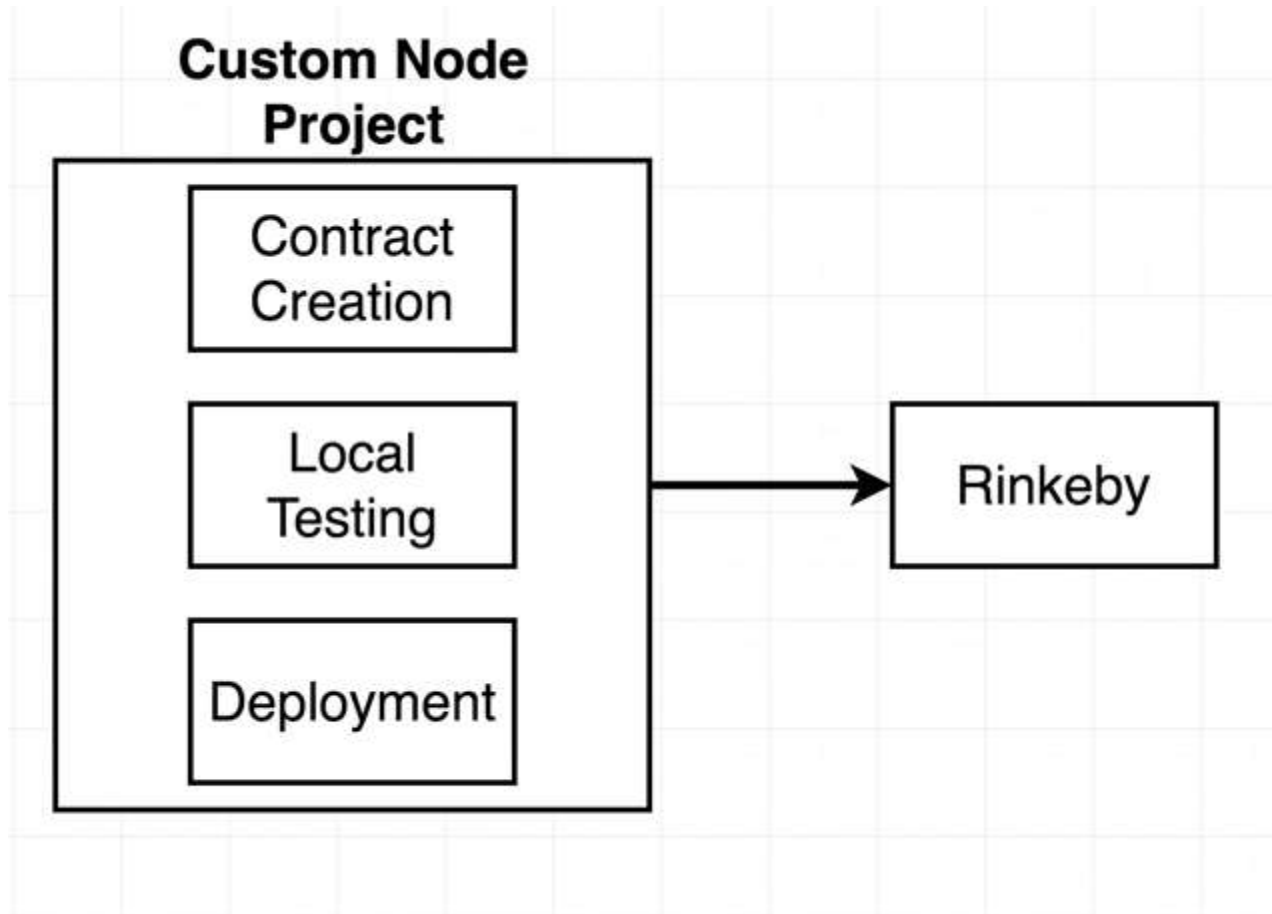 Custom Node
Project
Contract
Creation
Local
Testing
Rinkeby
Deployment